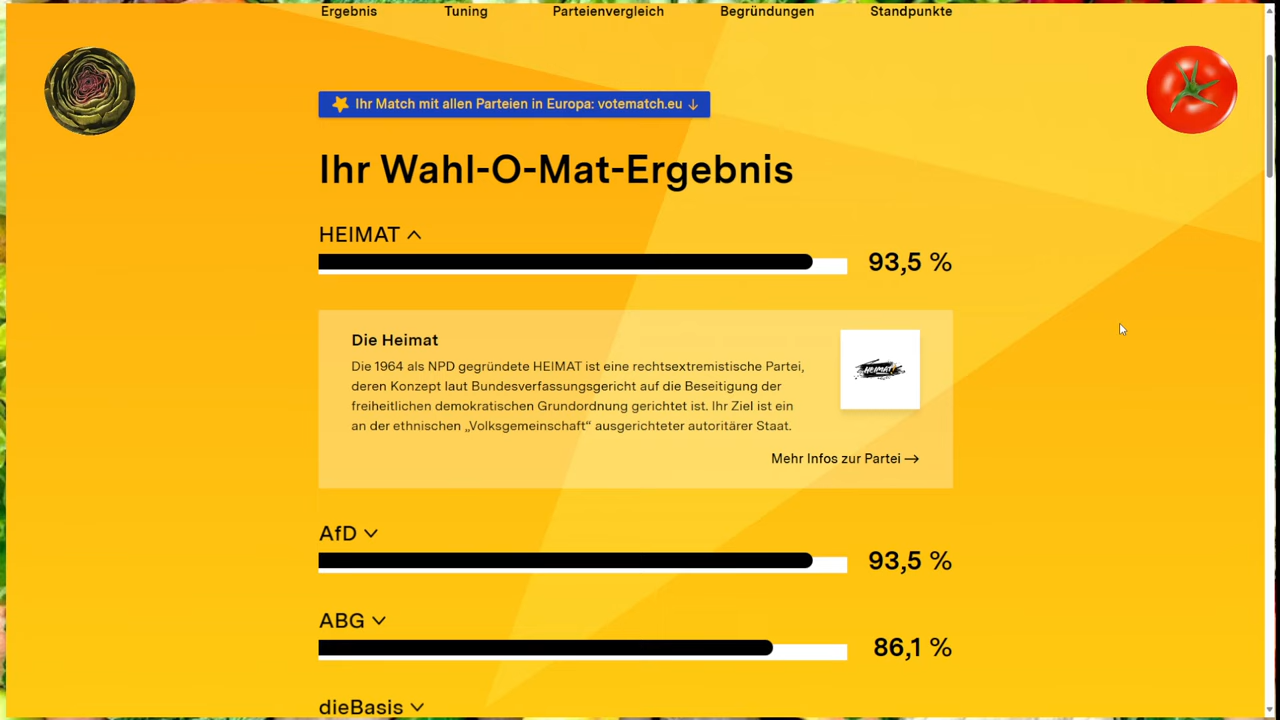 Ergebnis Tuning Parteienvergleich Begründungen Standpunkte
Ihr Match mit allen Parteien in Europa: votematch.eu ↓
Ihr Wahl-O-Mat-Ergebnis
HEIMAT
93,5 %
Die Heimat
Die 1964 als NPD gegründete HEIMAT ist eine rechtsextremistische Partei,
deren Konzept laut Bundesverfassungsgericht auf die Beseitigung der
freiheitlichen demokratischen Grundordnung gerichtet ist. Ihr Ziel ist ein
an der ethnischen „Volksgemeinschaft“ ausgerichteter autoritärer Staat.
HEIMAT!
Mehr Infos zur Partei →
AfD
93,5 %
ABG
86,1 %
dieBasis